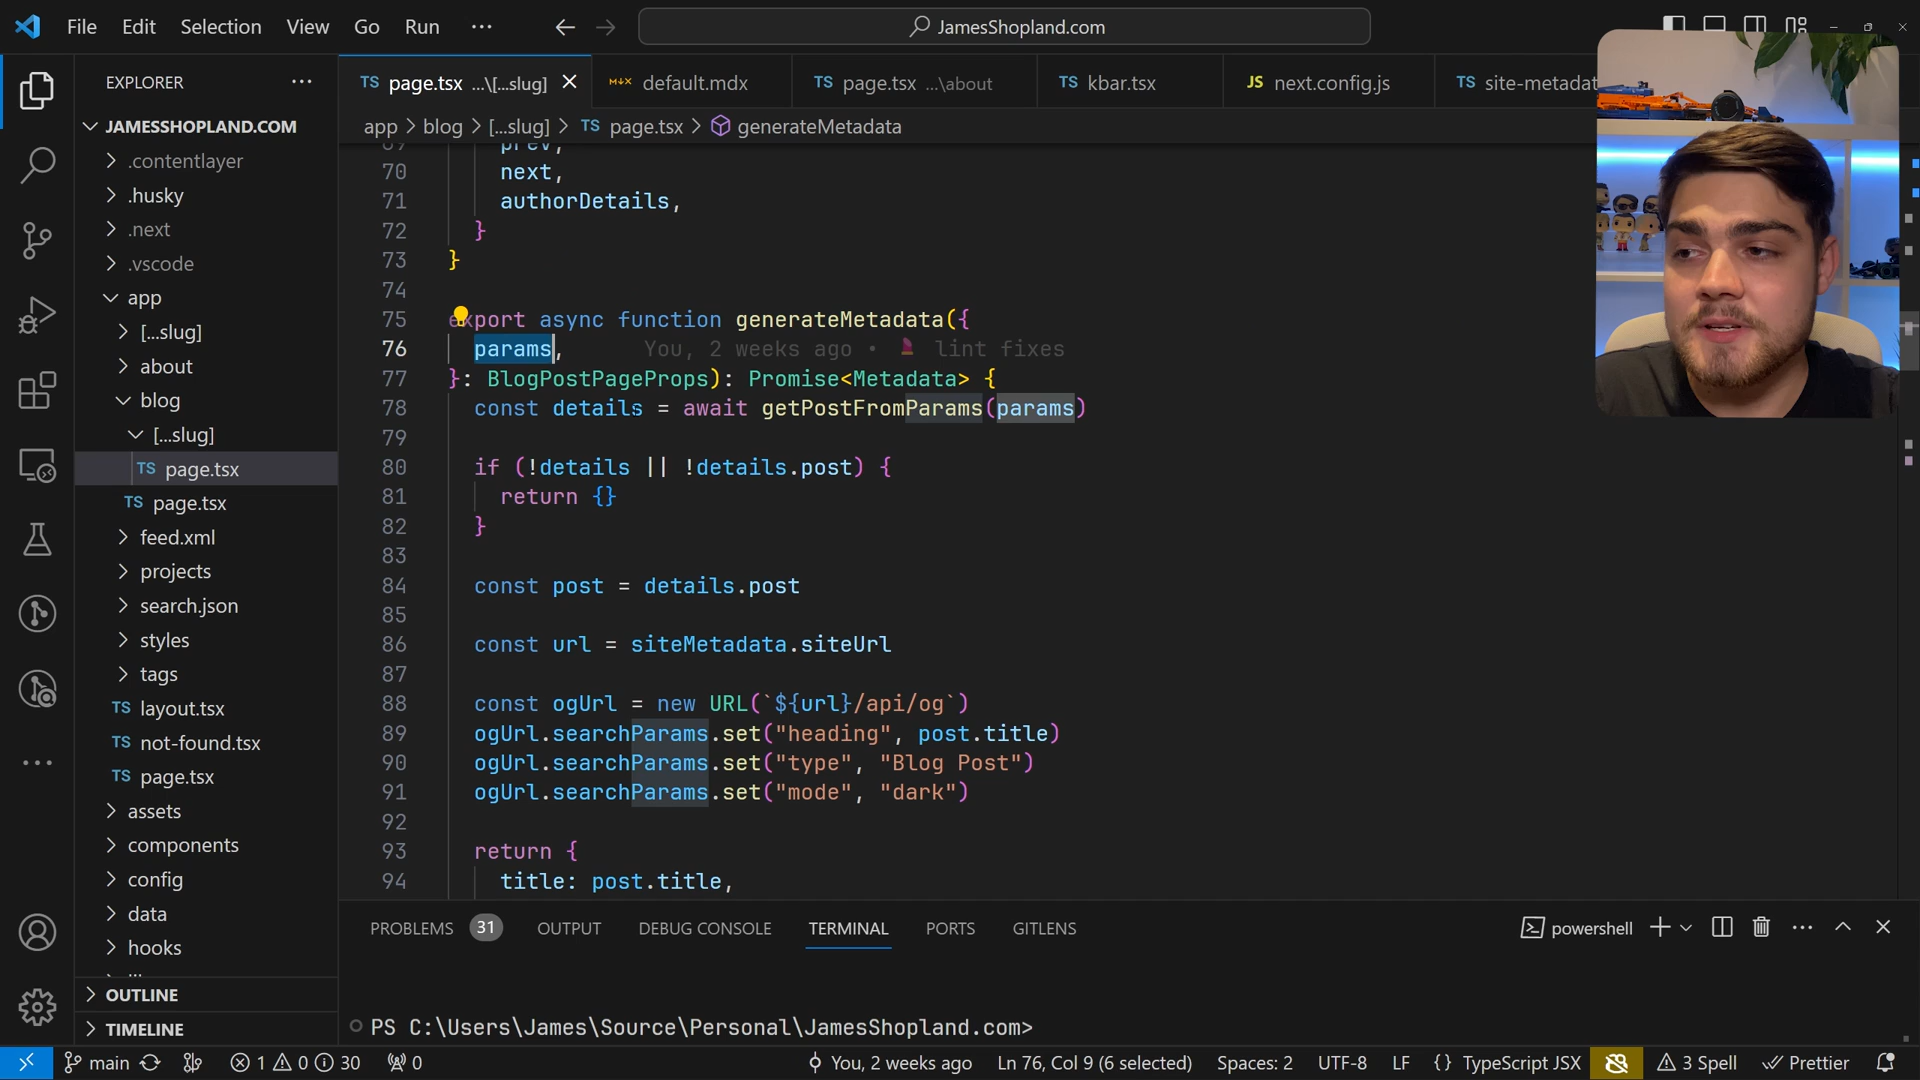 File Edit Selection View Go Run ··· JamesShopland.com
EXPLORER ···
TS page.tsx ...\[...slug] default.mdx TS page.tsx ...\about TS kbar.tsx JS next.config.js TS site-metadat
app > blog > [...slug] > TS page.tsx > generateMetadata
JAMESSHOPLAND.COM
.contentlayer
.husky
.next
.vscode
app
[...slug]
about
blog
[...slug]
TS page.tsx
TS page.tsx
feed.xml
projects
search.json
styles
tags
TS layout.tsx
TS not-found.tsx
TS page.tsx
assets
components
config
data
hooks
OUTLINE
TIMELINE
69 prev,
70 next,
71 authorDetails,
72 }
73 }
74
75 export async function generateMetadata({
76 params, You, 2 weeks ago • lint fixes
77 }: BlogPostPageProps): Promise<Metadata> {
78 const details = await getPostFromParams(params)
79
80 if (!details || !details.post) {
81 return {}
82 }
83
84 const post = details.post
85
86 const url = siteMetadata.siteUrl
87
88 const ogUrl = new URL(`${url}/api/og`)
89 ogUrl.searchParams.set("heading", post.title)
90 ogUrl.searchParams.set("type", "Blog Post")
91 ogUrl.searchParams.set("mode", "dark")
92
93 return {
94 title: post.title,
PROBLEMS 31 OUTPUT DEBUG CONSOLE TERMINAL PORTS GITLENS powershell
PS C:\Users\James\Source\Personal\JamesShopland.com>
main 1 0 30 0 You, 2 weeks ago Ln 76, Col 9 (6 selected) Spaces: 2 UTF-8 LF {} TypeScript JSX 3 Spell Prettier